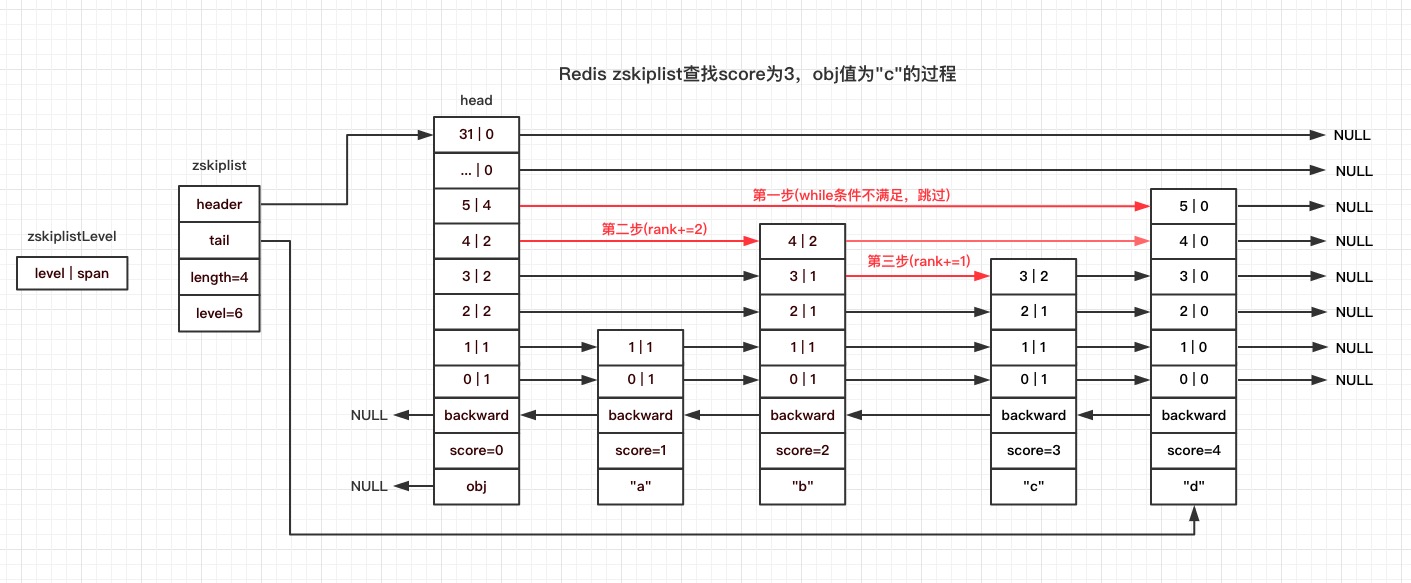 Redis zskiplist查找score为3，obj值为"c"的过程
head
31 | 0 NULL
zskiplist
... | 0 NULL
第一步(while条件不满足，跳过)
header 5 | 4 5 | 0 NULL
第二步(rank+=2)
zskiplistLevel tail 4 | 2 4 | 2 4 | 0 NULL
第三步(rank+=1)
level | span length=4 3 | 2 3 | 1 3 | 2 3 | 0 NULL
level=6 2 | 2 2 | 1 2 | 1 2 | 0 NULL
1 | 1 1 | 1 1 | 1 1 | 1 1 | 0 NULL
0 | 1 0 | 1 0 | 1 0 | 1 0 | 0 NULL
NULL backward backward backward backward backward
score=0 score=1 score=2 score=3 score=4
NULL obj "a" "b" "c" "d"